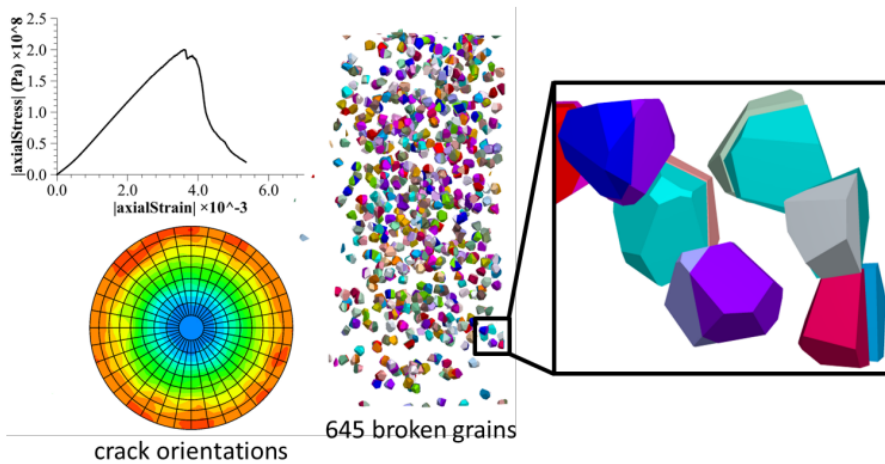 |axialStress| (Pa) ×10^8
2.5
2.0
1.5
1.0
0.5
0.0
0.0 2.0 4.0 6.0
|axialStrain| ×10^-3
crack orientations
645 broken grains